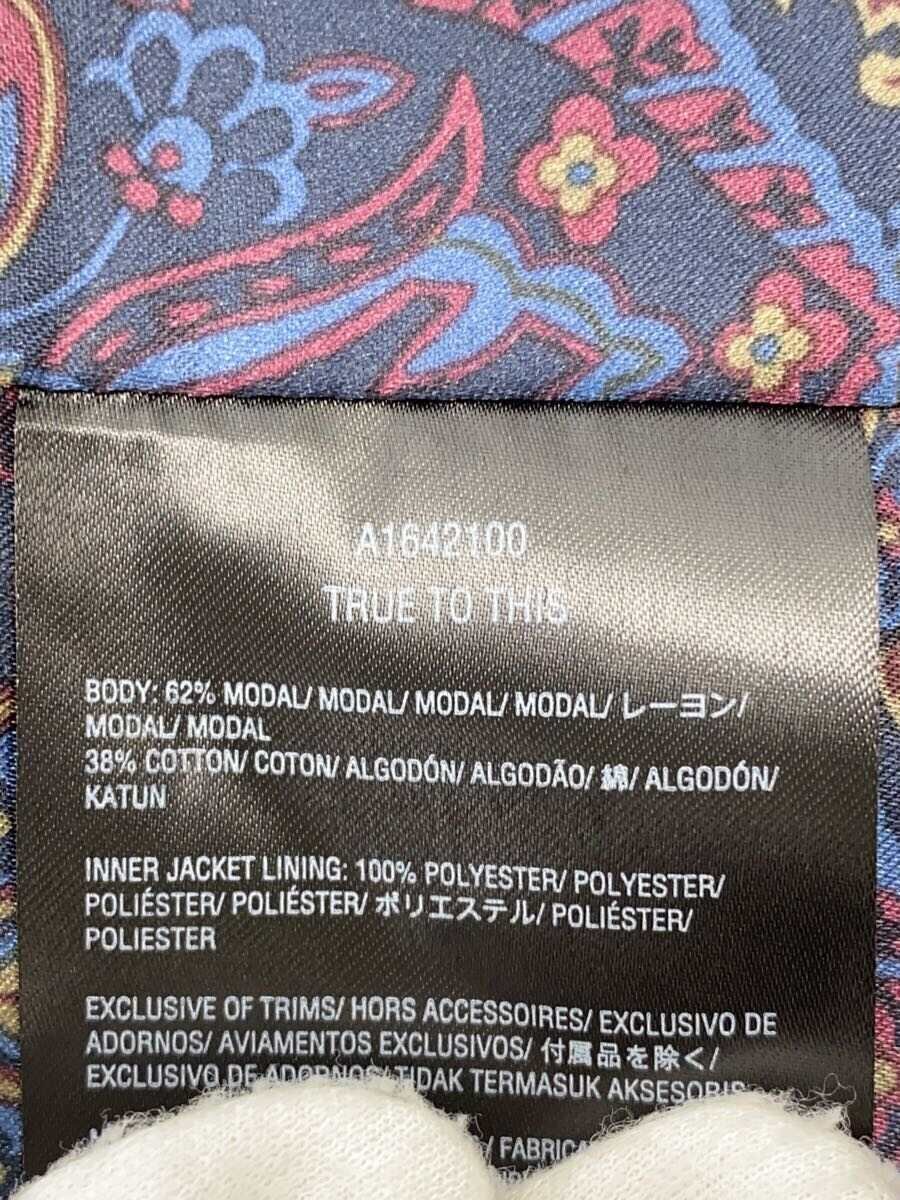 A1642100
TRUE TO THIS
BODY: 62% MODAL/ MODAL/ MODAL/ MODAL/ レーヨン/
MODAL/ MODAL
38% COTTON/ COTON/ ALGODÓN/ ALGODÃO/ 綿/ ALGODÓN/
KATUN
INNER JACKET LINING: 100% POLYESTER/ POLYESTER/
POLIÉSTER/ POLIÉSTER/ ポリエステル/ POLIÉSTER/
POLIESTER
EXCLUSIVE OF TRIMS/ HORS ACCESSOIRES/ EXCLUSIVO DE
ADORNOS/ AVIAMENTOS EXCLUSIVOS/ 付属品を除く/
EXCLUSIVO DE ADORNOS/ TIDAK TERMASUK AKSESORIS